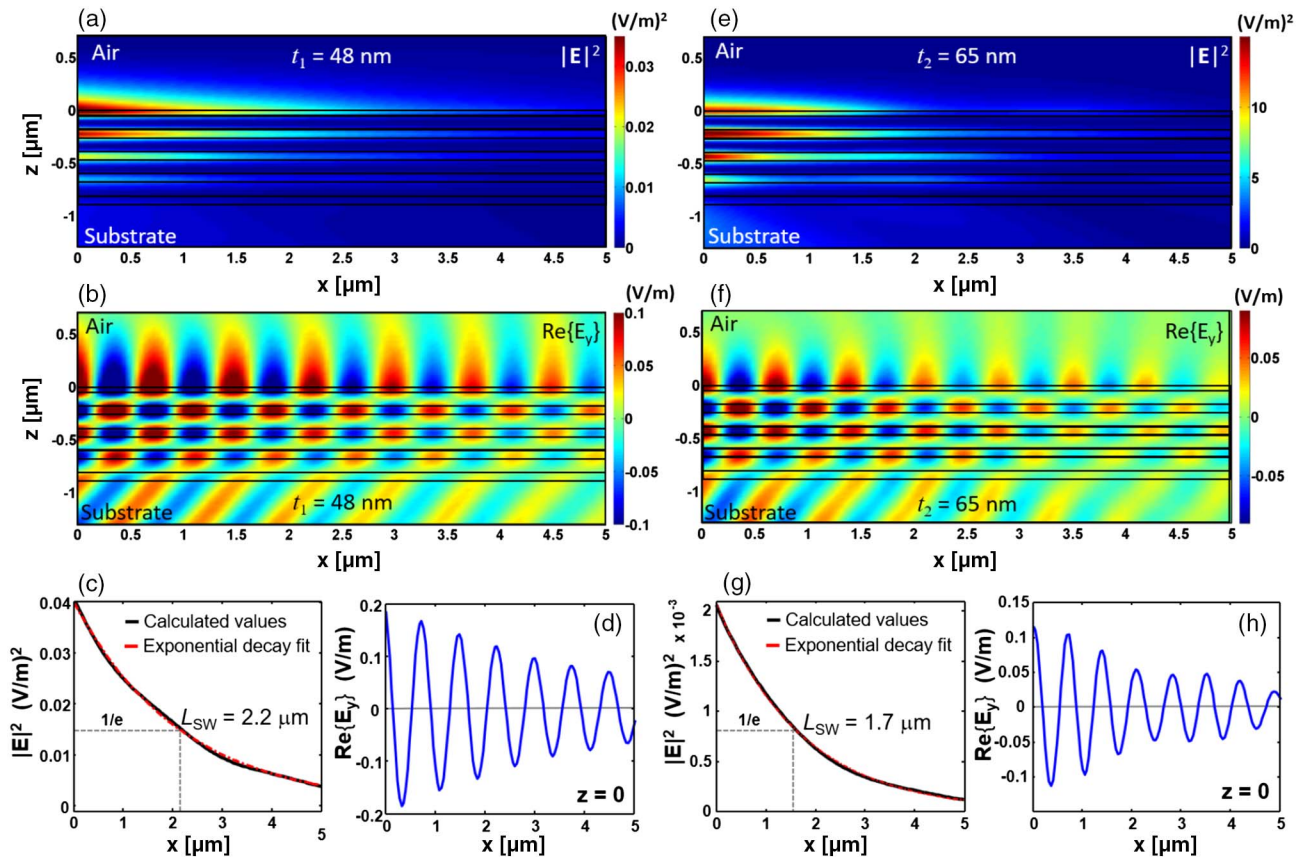 (a)
(V/m)²
Air
t₁ = 48 nm
|E|²
0.5
0
-0.5
-1
z [µm]
Substrate
0 0.5 1 1.5 2 2.5 3 3.5 4 4.5 5
x [µm]
0.03
0.02
0.01
0
(e)
(V/m)²
Air
t₂ = 65 nm
|E|²
0.5
0
-0.5
-1
Substrate
0 0.5 1 1.5 2 2.5 3 3.5 4 4.5 5
x [µm]
10
5
0
(b)
(V/m)
Air
Re{E_y}
0.5
0
-0.5
-1
z [µm]
Substrate
t₁ = 48 nm
0 0.5 1 1.5 2 2.5 3 3.5 4 4.5 5
x [µm]
0.1
0.05
0
-0.05
-0.1
(f)
(V/m)
Air
Re{E_y}
0.5
0
-0.5
-1
Substrate
t₂ = 65 nm
0 0.5 1 1.5 2 2.5 3 3.5 4 4.5 5
x [µm]
0.05
0
-0.05
(c)
|E|² (V/m)²
0.04
0.03
0.02
0.01
0
Calculated values
Exponential decay fit
1/e
L_SW = 2.2 µm
0 1 2 3 4 5
x [µm]
(d)
Re{E_y} (V/m)
0.2
0.1
0
-0.1
-0.2
z = 0
0 1 2 3 4 5
x [µm]
(g)
|E|² (V/m)² x 10⁻³
2
1.5
1
0.5
0
Calculated values
Exponential decay fit
1/e
L_SW = 1.7 µm
0 1 2 3 4 5
x [µm]
(h)
Re{E_y} (V/m)
0.15
0.1
0.05
0
-0.05
-0.1
z = 0
0 1 2 3 4 5
x [µm]